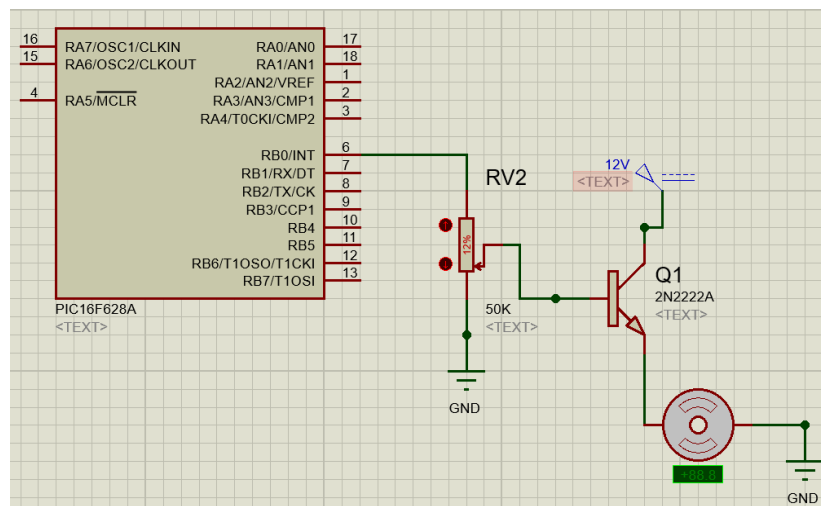 16 RA7/OSC1/CLKIN RA0/AN0 17
15 RA6/OSC2/CLKOUT RA1/AN1 18
RA2/AN2/VREF 1
4 RA5/MCLR RA3/AN3/CMP1 2
RA4/T0CKI/CMP2 3
RB0/INT 6
RB1/RX/DT 7
RB2/TX/CK 8
RB3/CCP1 9
RB4 10
RB5 11
RB6/T1OSO/T1CKI 12
RB7/T1OSI 13
PIC16F628A
<TEXT>
RV2
12%
50K
<TEXT>
GND
12V
<TEXT>
Q1
2N2222A
<TEXT>
+88.8
GND